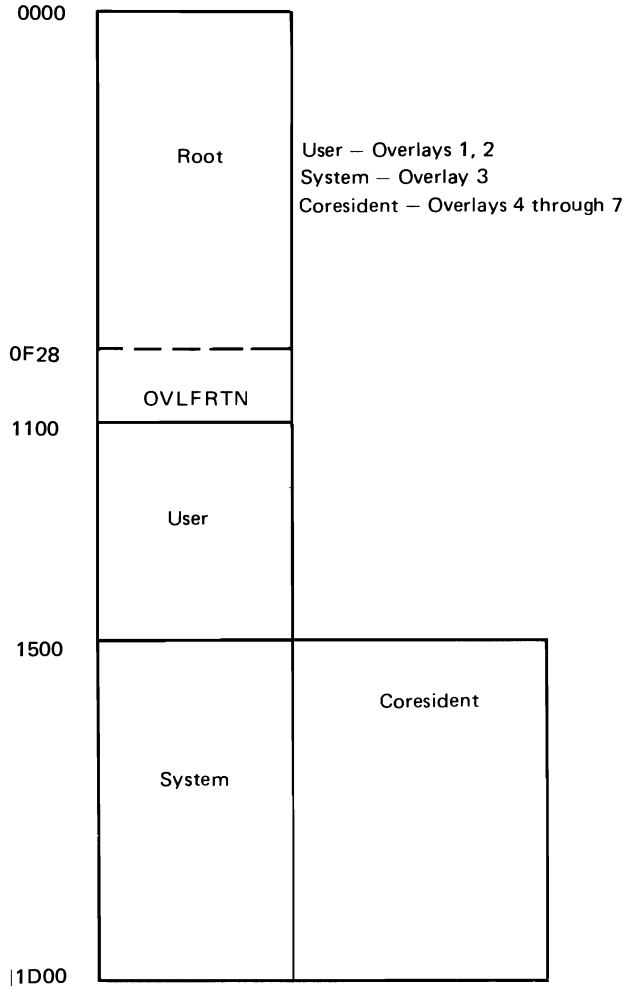 0000
Root
User — Overlays 1, 2
System — Overlay 3
Coresident — Overlays 4 through 7
0F28
OVLFRTN
1100
User
1500
Coresident
System
1D00